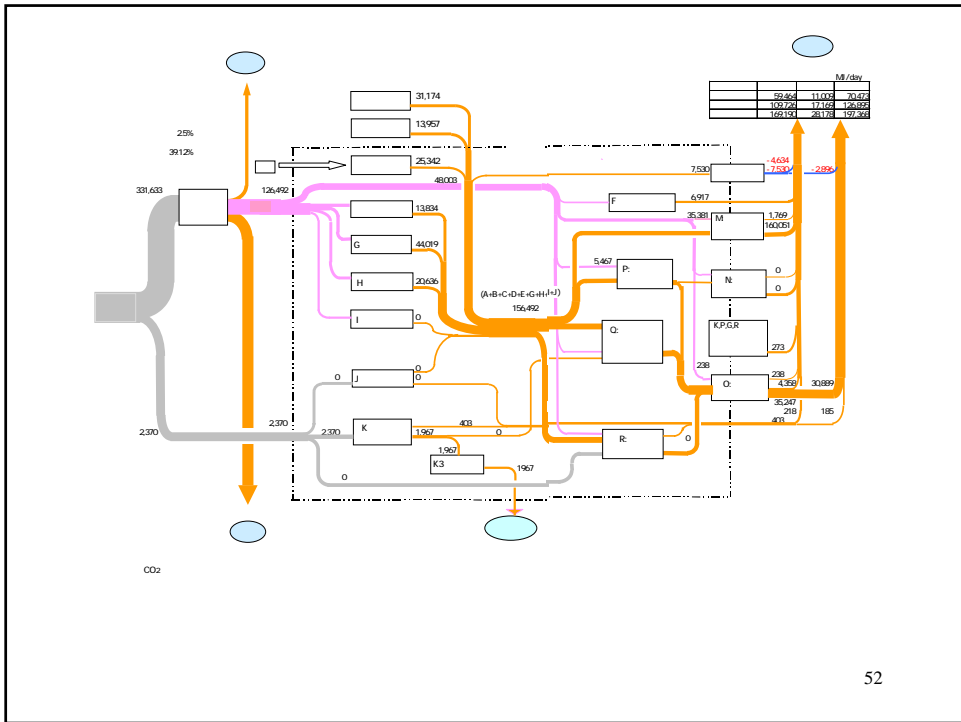 MJ/day
59,464 11,009 70,473
109,726 17,169 126,895
169,190 28,178 197,368
31,174
13,957
2.5%
39.12%
25,342
7,530
- 4,634
- 7,530
- 2,896
331,633
126,492
48,003
F
6,917
13,834
35,381
M:
1,769
160,051
G
44,019
P:
5,467
N:
0
0
H
20,636
(A+B+C+D+E+G+H+I+J)
156,492
I
0
Q:
K,P,G,R
273
238
J
0
0
0
O:
238
4,358
30,889
35,247
218
185
403
2,370
2,370
2,370
K
403
1,967
0
R:
0
1,967
K3
1967
0
CO2
52